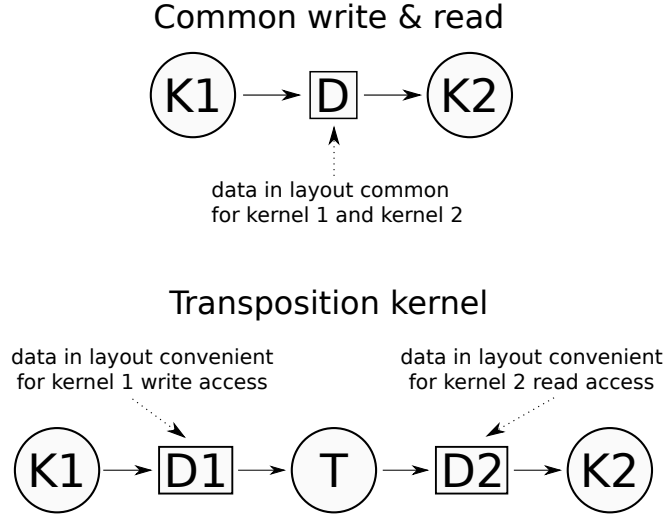 Common write & read
K1 D K2
data in layout common
for kernel 1 and kernel 2
Transposition kernel
data in layout convenient
for kernel 1 write access
data in layout convenient
for kernel 2 read access
K1 D1 T D2 K2